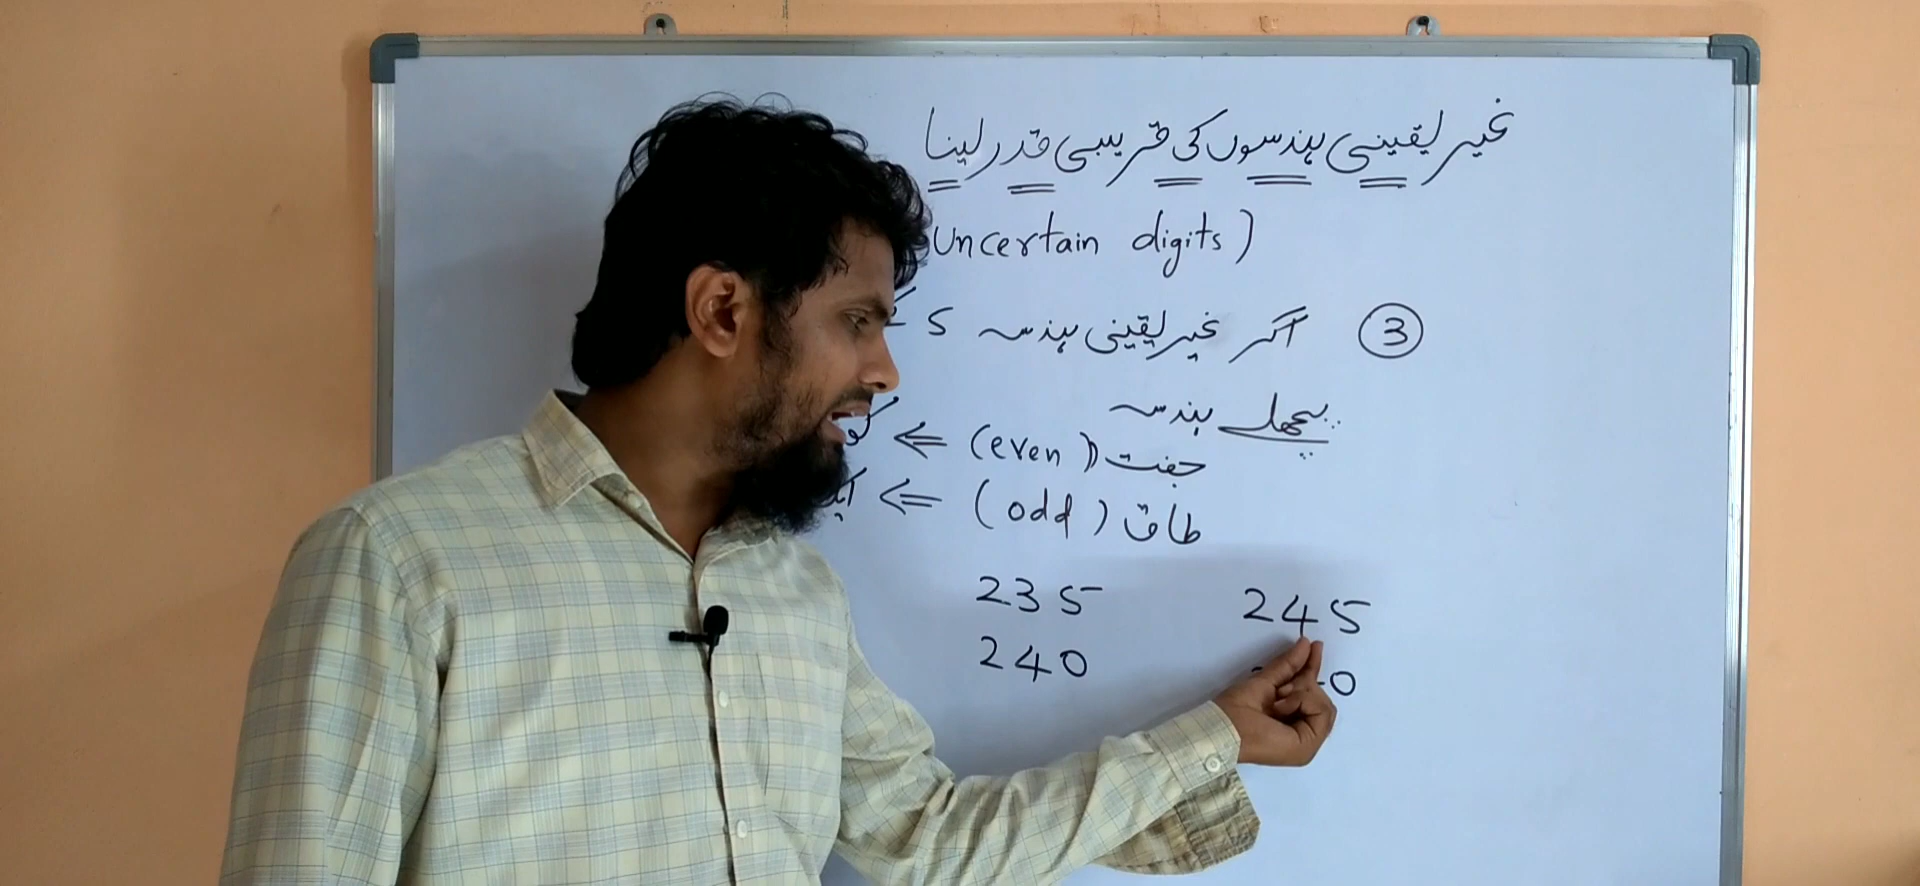 غیر یقینی ہندسوں کی قریبی قدر لینا
Uncertain digits)
③ اگر غیر یقینی ہندسہ 5
پچھلے ہندسہ
جفت (even) ⇐
طاق (odd) ⇐
235 245
240 0